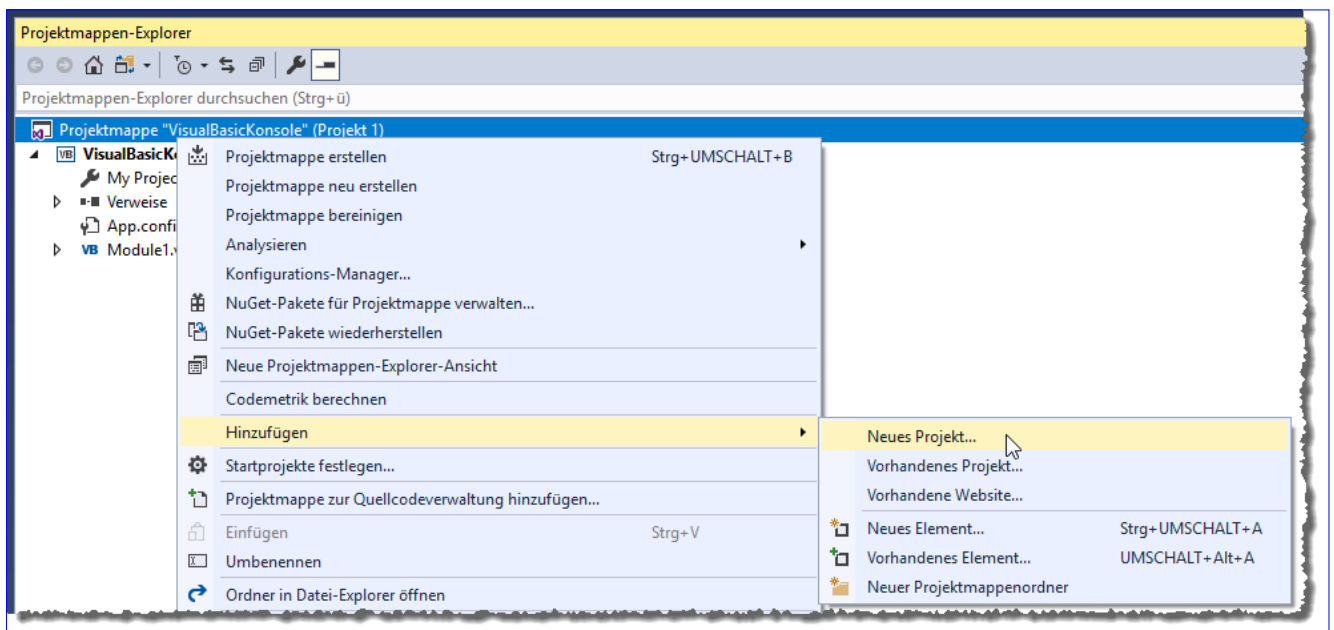 Projektmappen-Explorer
Projektmappen-Explorer durchsuchen (Strg+ü)
Projektmappe "VisualBasicKonsole" (Projekt 1)
VB VisualBasicK
My Projec
Verweise
App.confi
VB Module1.v
Projektmappe erstellen Strg+UMSCHALT+B
Projektmappe neu erstellen
Projektmappe bereinigen
Analysieren
Konfigurations-Manager...
NuGet-Pakete für Projektmappe verwalten...
NuGet-Pakete wiederherstellen
Neue Projektmappen-Explorer-Ansicht
Codemetrik berechnen
Hinzufügen
Startprojekte festlegen...
Projektmappe zur Quellcodeverwaltung hinzufügen...
Einfügen Strg+V
Umbenennen
Ordner in Datei-Explorer öffnen
Neues Projekt...
Vorhandenes Projekt...
Vorhandene Website...
Neues Element... Strg+UMSCHALT+A
Vorhandenes Element... UMSCHALT+Alt+A
Neuer Projektmappenordner